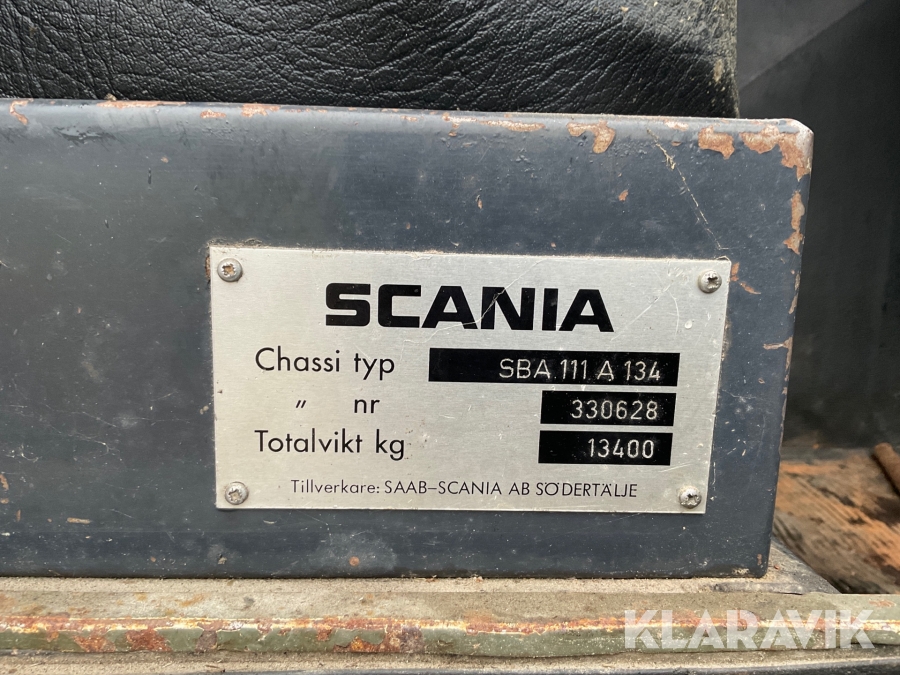 SCANIA
Chassi typ SBA 111 A 134
〃 nr 330628
Totalvikt kg 13400
Tillverkare: SAAB-SCANIA AB SÖDERTÄLJE
KLARAVIK